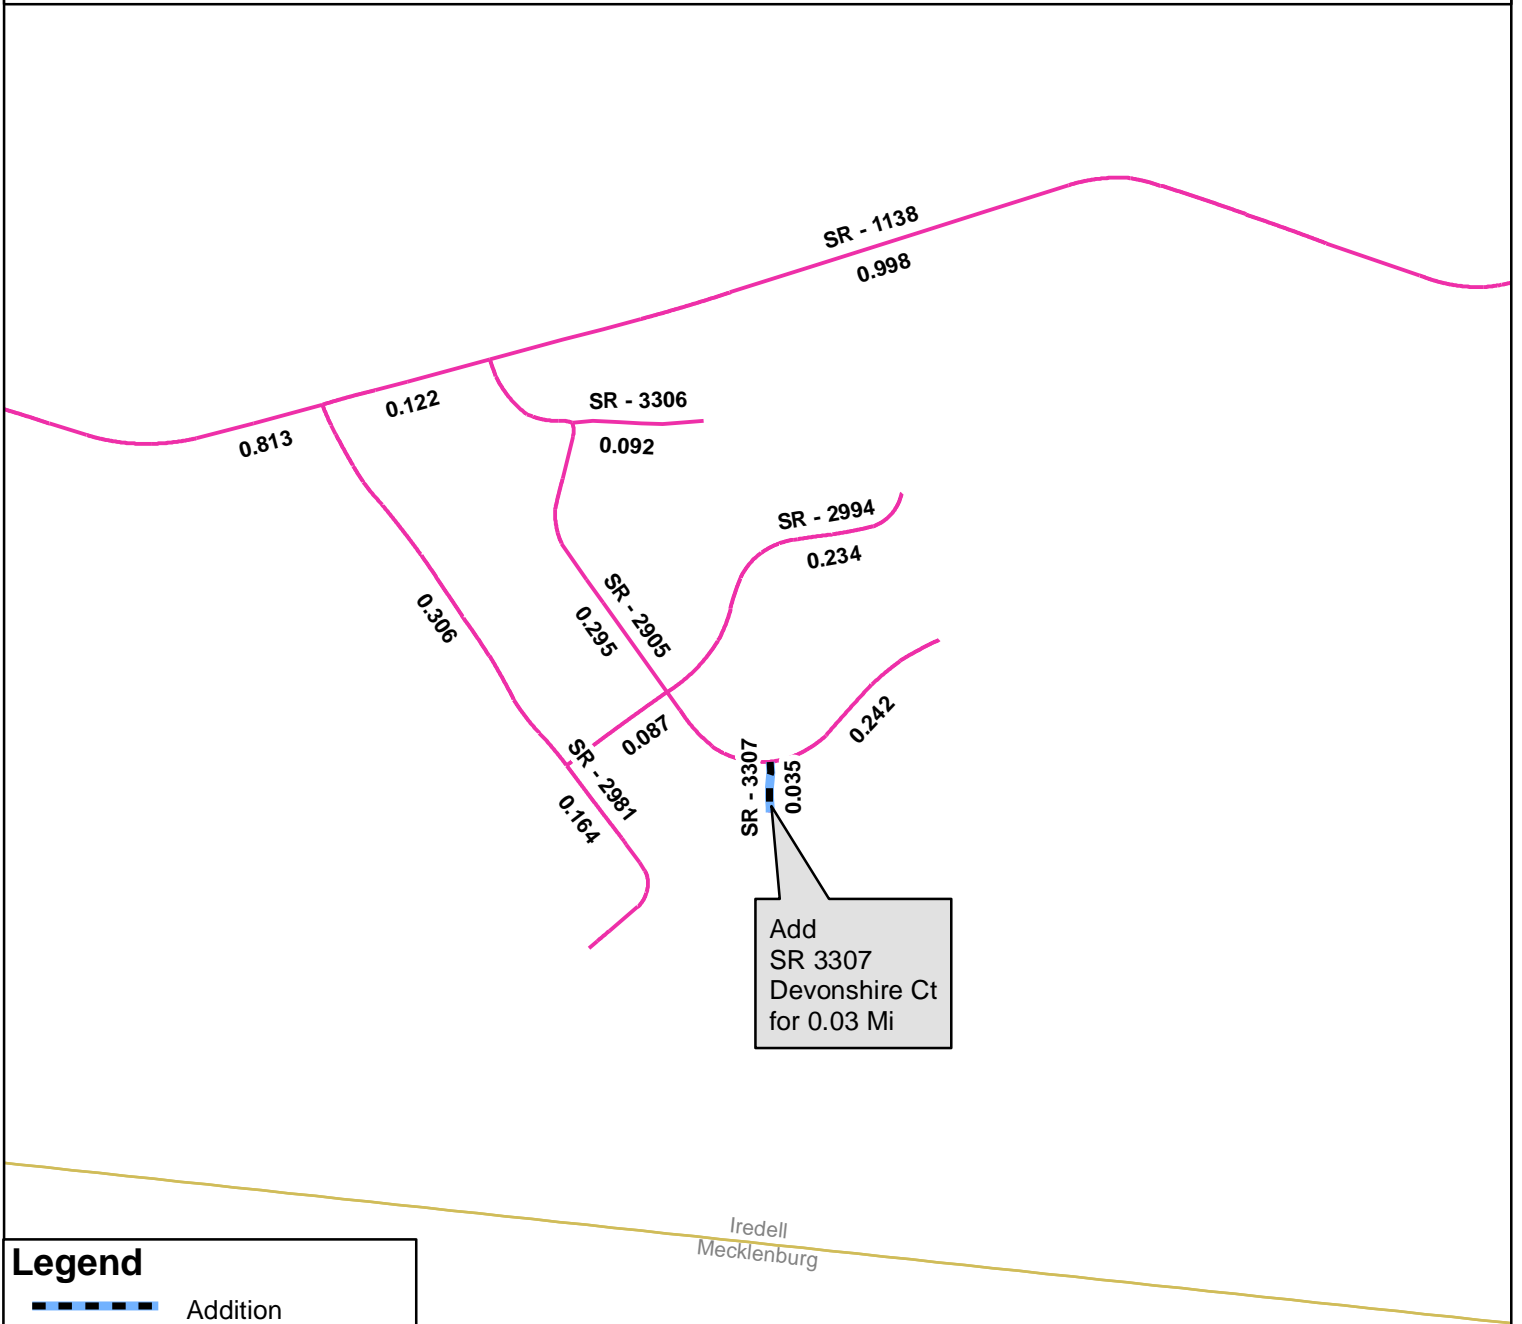 SR - 1138
0.998
0.122
0.813
SR - 3306
0.092
SR - 2994
0.234
0.306
SR - 2905
0.295
0.087
0.242
SR - 2981
0.164
SR - 3307
0.035
Add
SR 3307
Devonshire Ct
for 0.03 Mi
Iredell
Mecklenburg
Legend
Addition